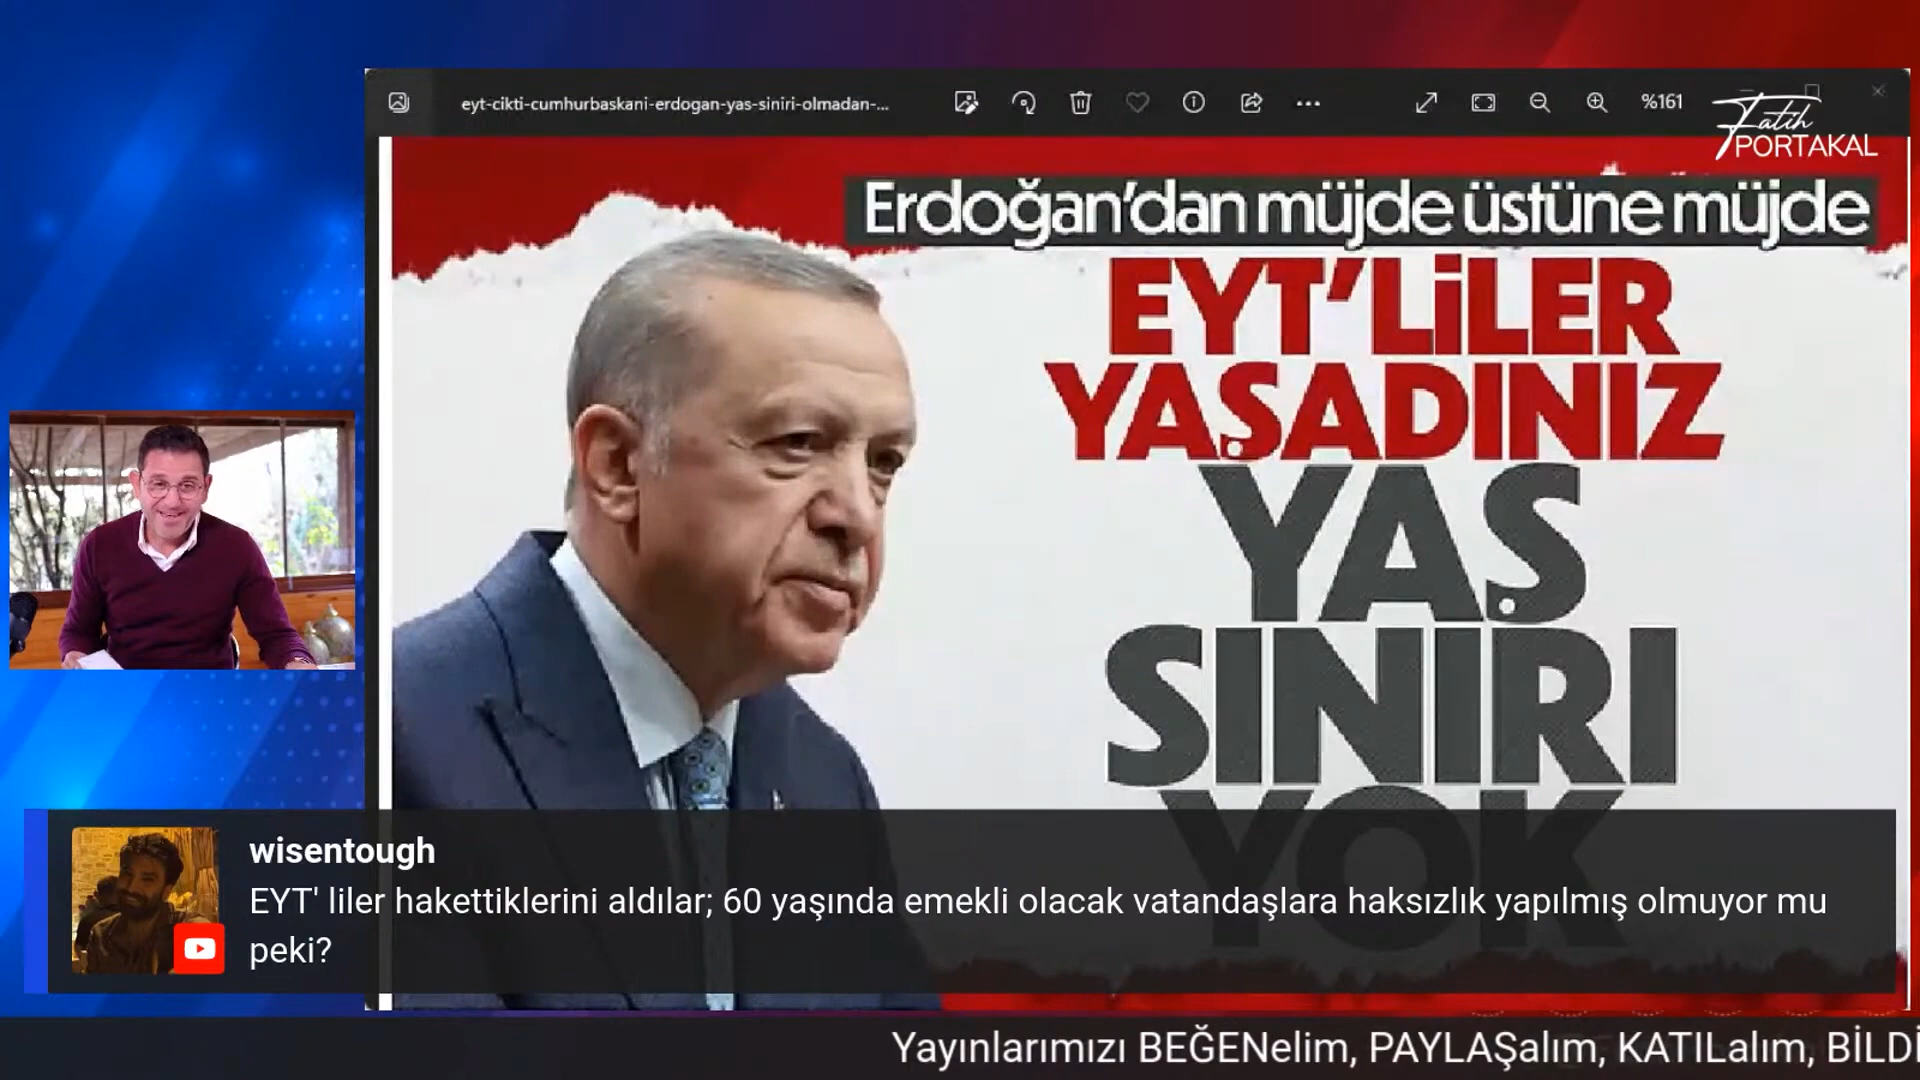 eyt-cikti-cumhurbaskani-erdogan-yas-siniri-olmadan-...
%161
Fatih
PORTAKAL
Erdoğan'dan müjde üstüne müjde
EYT'LİLER
YAŞADINIZ
YAŞ
SINIRI
YOK
wisentough
EYT' liler hakettiklerini aldılar; 60 yaşında emekli olacak vatandaşlara haksızlık yapılmış olmuyor mu
peki?
Yayınlarımızı BEĞENelim, PAYLAŞalım, KATILalım, BİLDİ